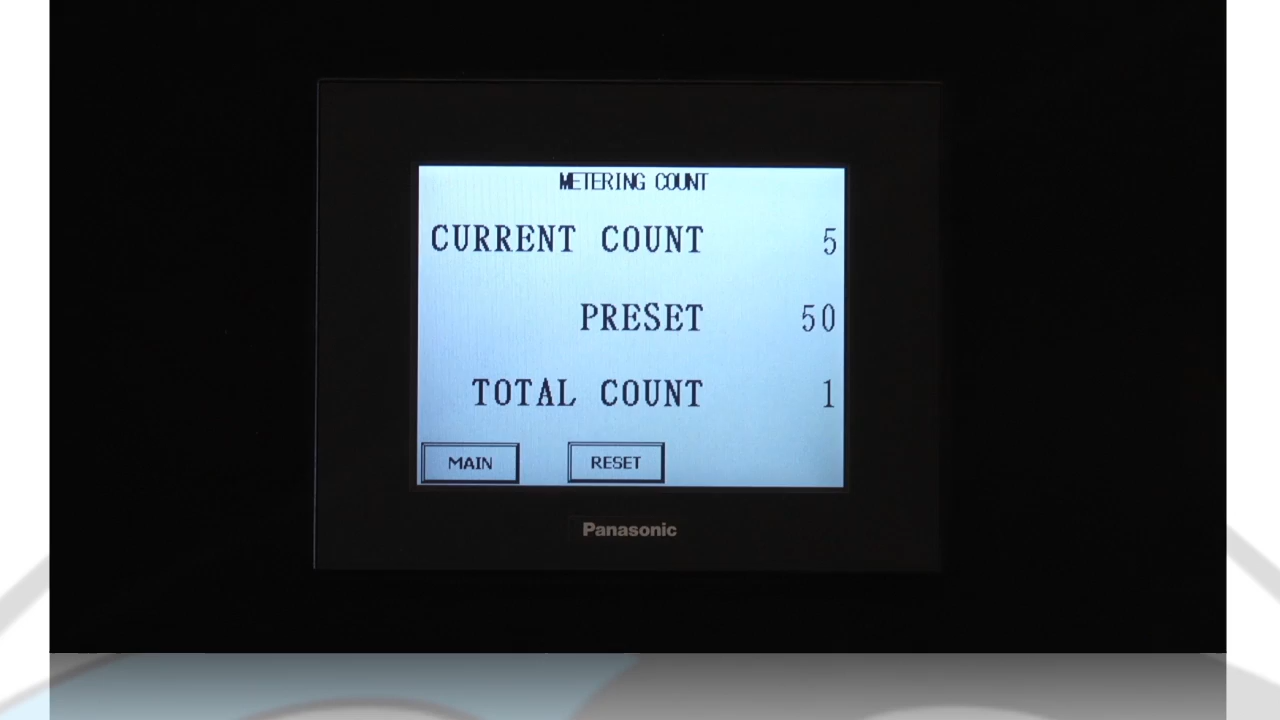 METERING COUNT
CURRENT COUNT 5
PRESET 50
TOTAL COUNT 1
MAIN RESET
Panasonic